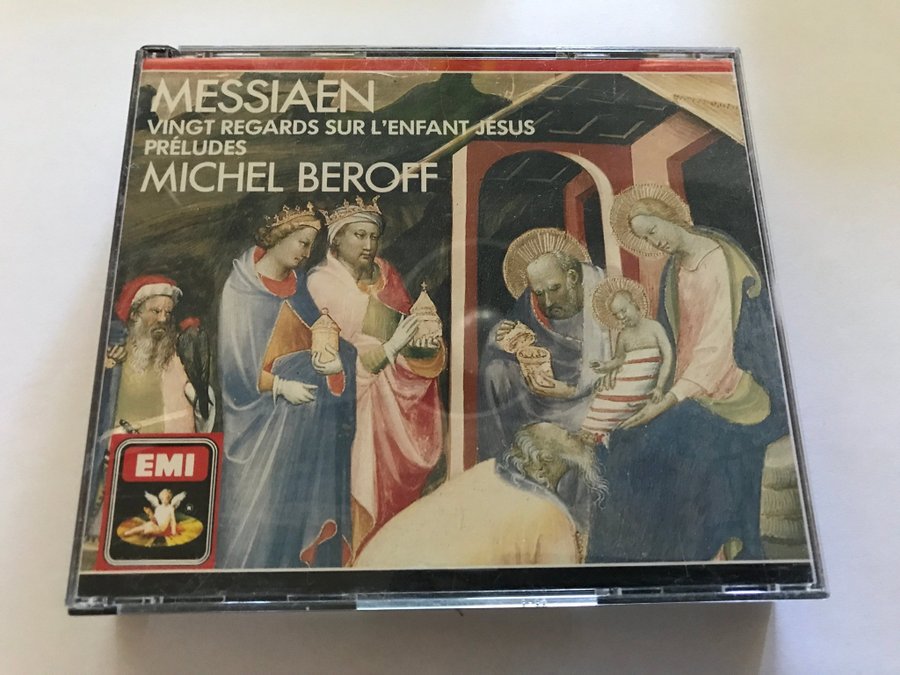 MESSIAEN
VINGT REGARDS SUR L'ENFANT JESUS
PRÉLUDES
MICHEL BEROFF
EMI